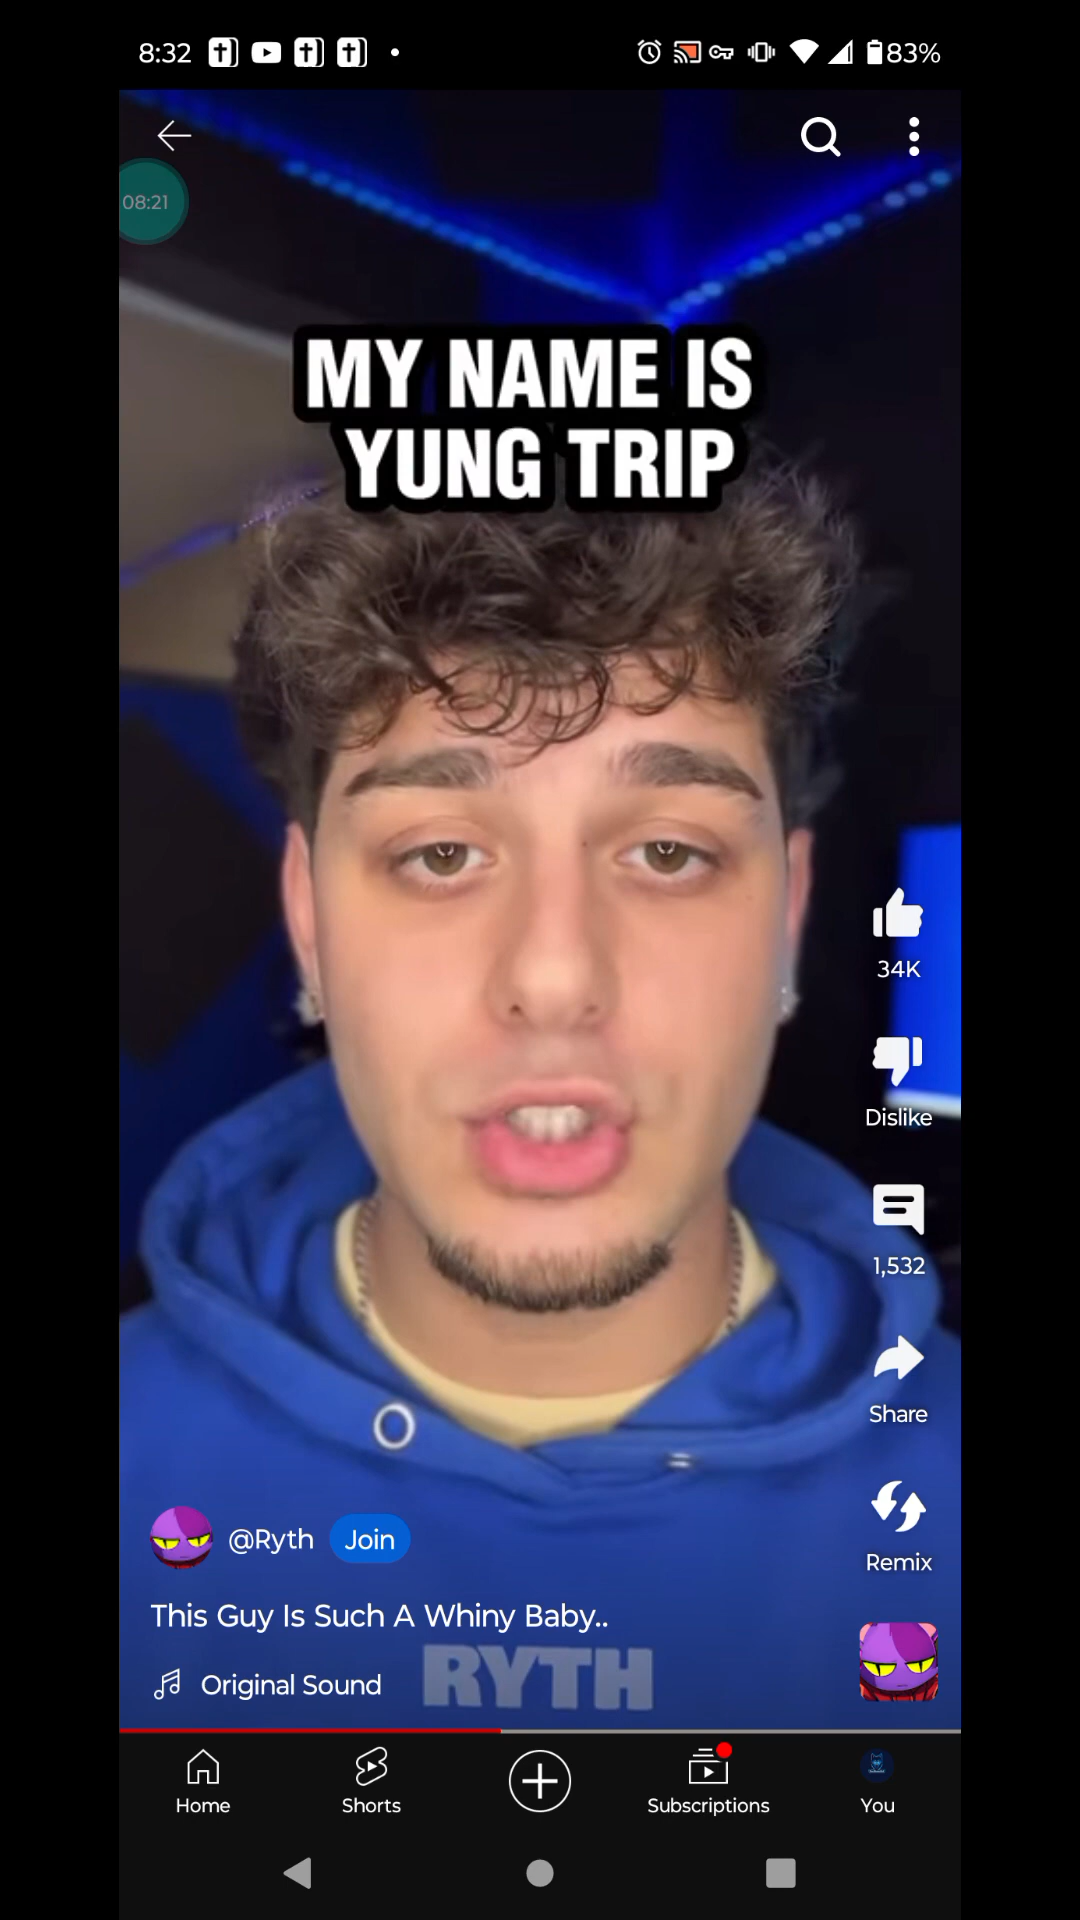 8:32
83%
08:21
MY NAME IS
YUNG TRIP
34K
Dislike
1,532
Share
Remix
@Ryth
Join
This Guy Is Such A Whiny Baby..
Original Sound
RYTH
Home
Shorts
Subscriptions
You